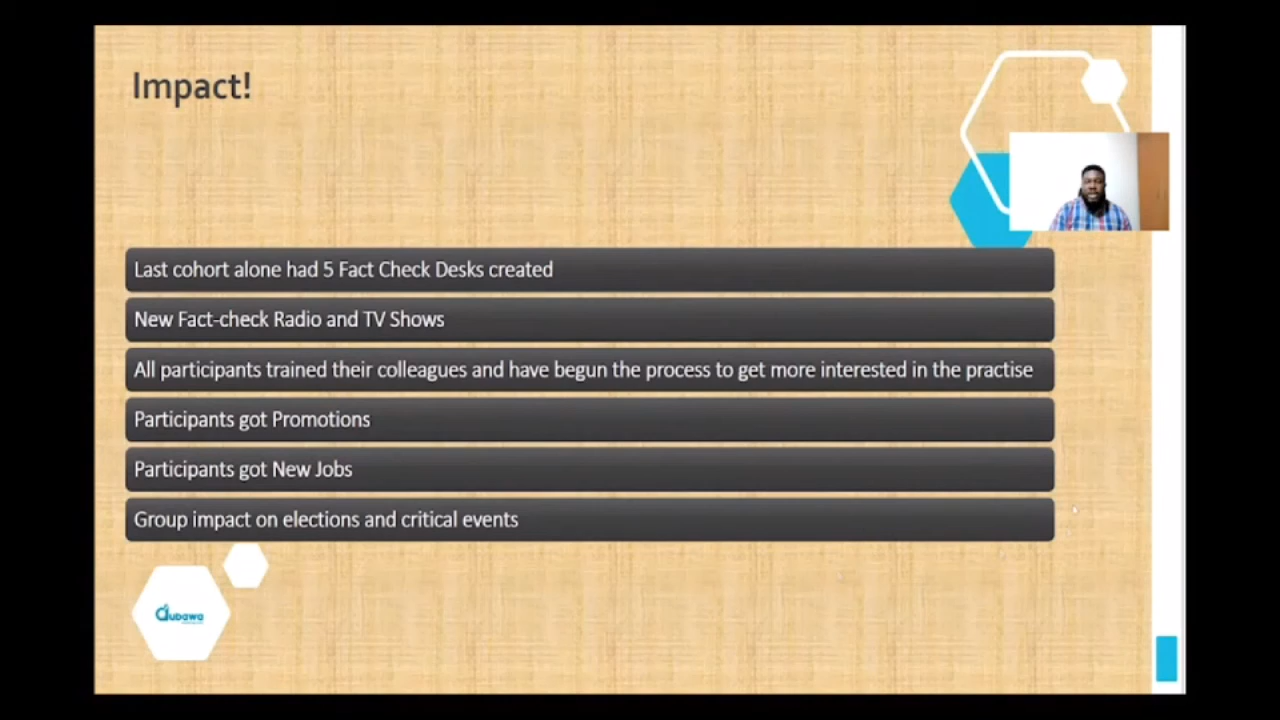 Impact!
Last cohort alone had 5 Fact Check Desks created
New Fact-check Radio and TV Shows
All participants trained their colleagues and have begun the process to get more interested in the practise
Participants got Promotions
Participants got New Jobs
Group impact on elections and critical events
dubawa